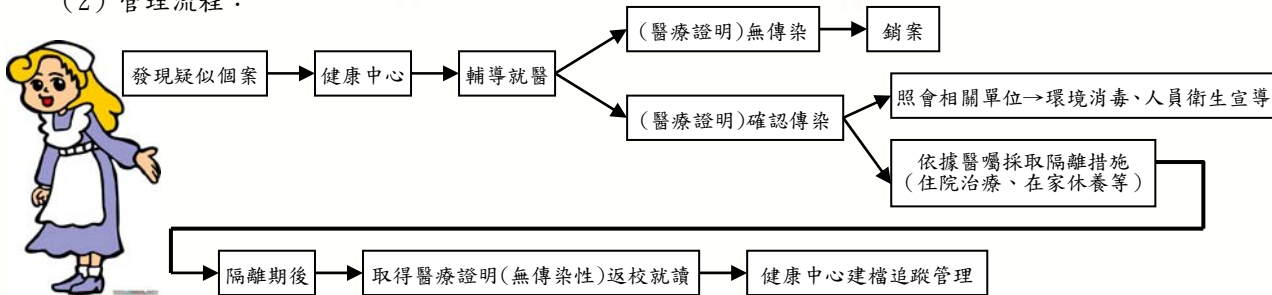 （2）管理流程：
發現疑似個案
健康中心
輔導就醫
(醫療證明)無傳染
銷案
(醫療證明)確認傳染
照會相關單位→環境消毒、人員衛生宣導
依據醫囑採取隔離措施
（住院治療、在家休養等）
隔離期後
取得醫療證明(無傳染性)返校就讀
健康中心建檔追蹤管理